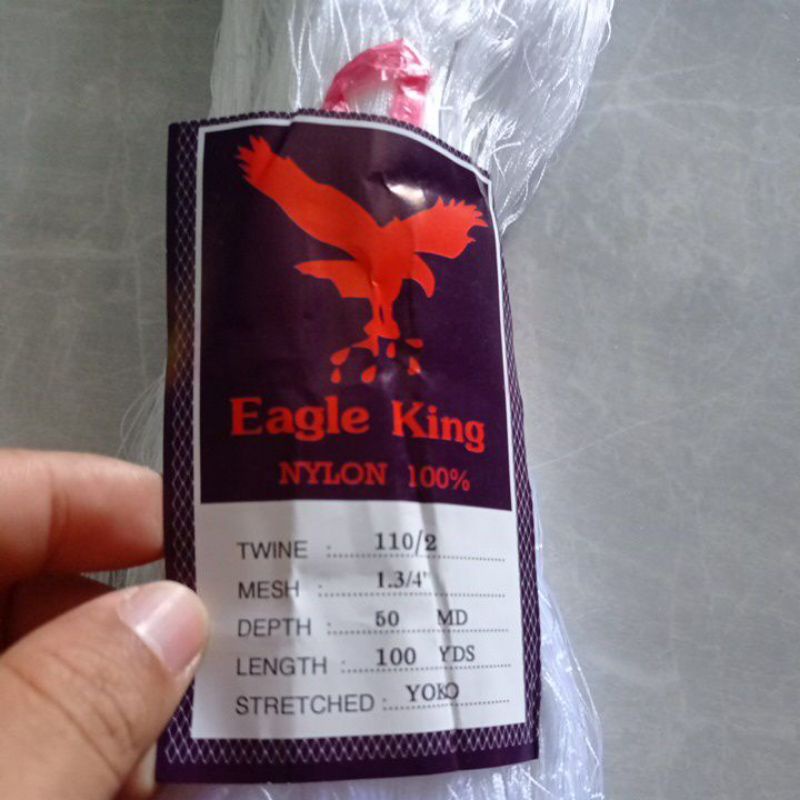 Eagle King
NYLON 100%
TWINE : 110/2
MESH : 1.3/4"
DEPTH : 50 MD
LENGTH : 100 YDS
STRETCHED : YOKO